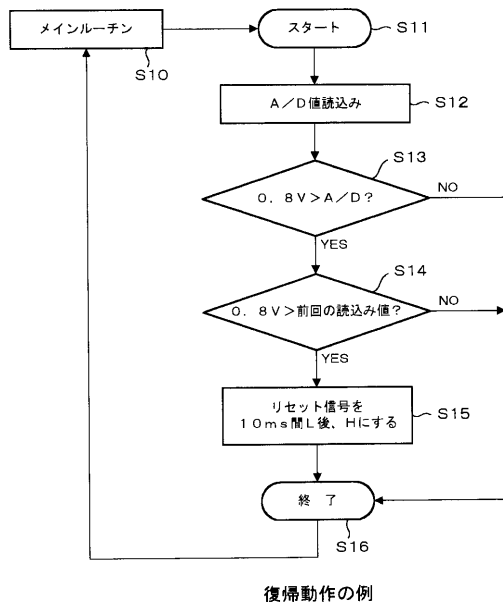 メインルーチン
S10
スタート
S11
A/D値読込み
S12
S13
0.8V>A/D?
NO
YES
S14
0.8V>前回の読込み値?
NO
YES
リセット信号を
10ms間L後、Hにする
S15
終 了
S16
復帰動作の例